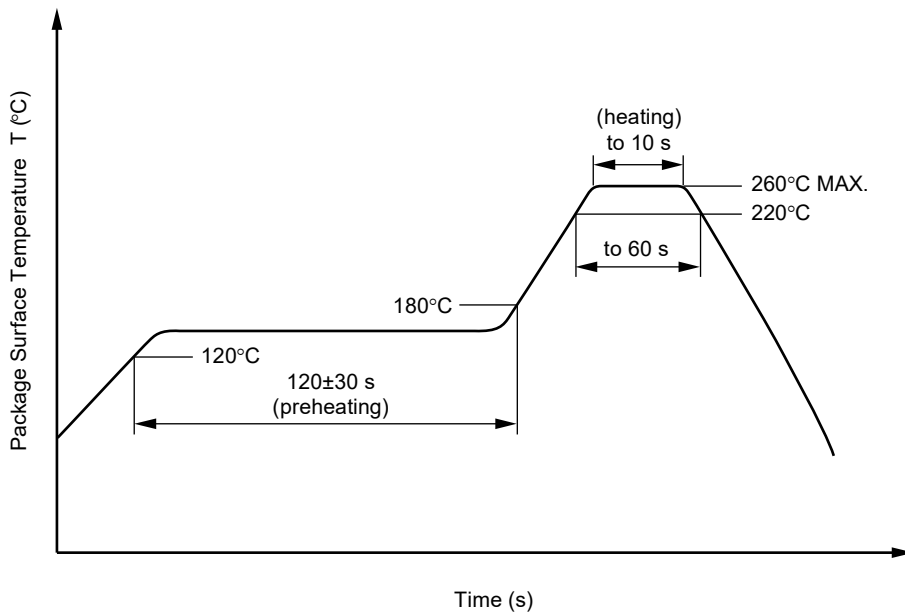 Package Surface Temperature T (°C)
(heating)
to 10 s
260°C MAX.
220°C
to 60 s
180°C
120°C
120±30 s
(preheating)
Time (s)